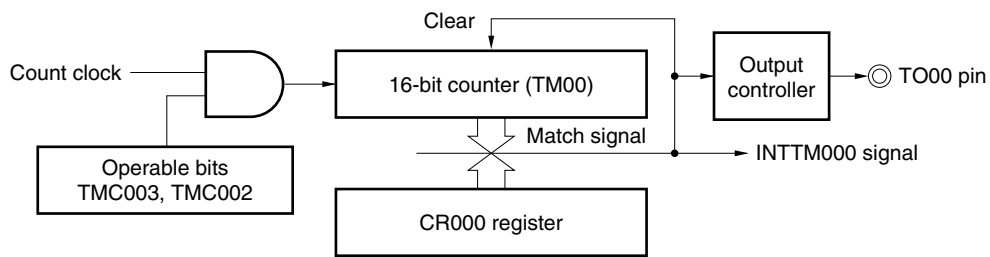 Clear
Count clock
16-bit counter (TM00)
Output
controller
TO00 pin
Operable bits
TMC003, TMC002
Match signal
INTTM000 signal
CR000 register